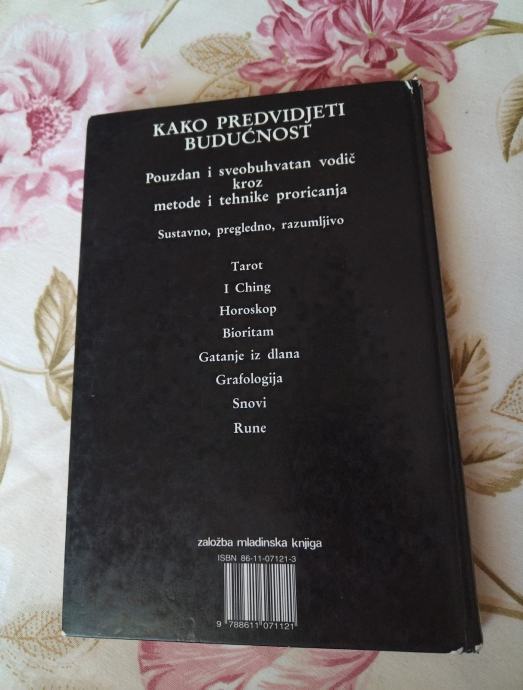 KAKO PREDVIDJETI
BUDUĆNOST
Pouzdan i sveobuhvatan vodič
kroz
metode i tehnike proricanja
Sustavno, pregledno, razumljivo
Tarot
I Ching
Horoskop
Bioritam
Gatanje iz dlana
Grafologija
Snovi
Rune
založba mladinska knjiga
ISBN 86-11-07121-3
9 788611 071121